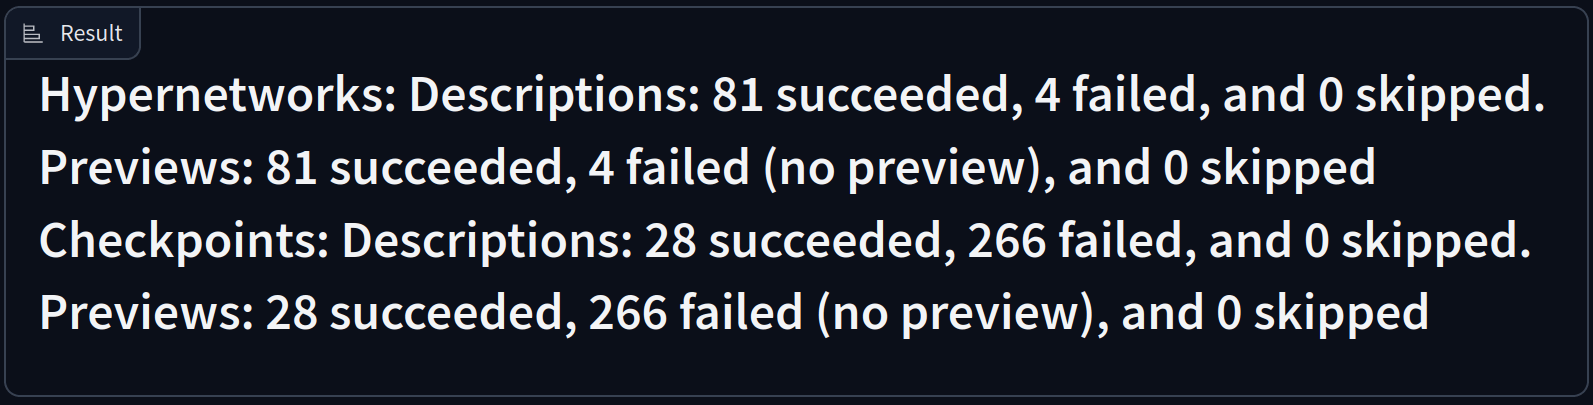 Result
Hypernetworks: Descriptions: 81 succeeded, 4 failed, and 0 skipped.
Previews: 81 succeeded, 4 failed (no preview), and 0 skipped
Checkpoints: Descriptions: 28 succeeded, 266 failed, and 0 skipped.
Previews: 28 succeeded, 266 failed (no preview), and 0 skipped